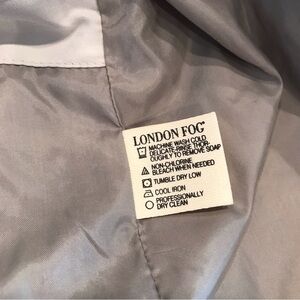 LONDON FOG®
MACHINE WASH COLD
DELICATE-RINSE THOR-
OUGHLY TO REMOVE SOAP
NON-CHLORINE
BLEACH WHEN NEEDED
TUMBLE DRY LOW
COOL IRON
PROFESSIONALLY
DRY CLEAN